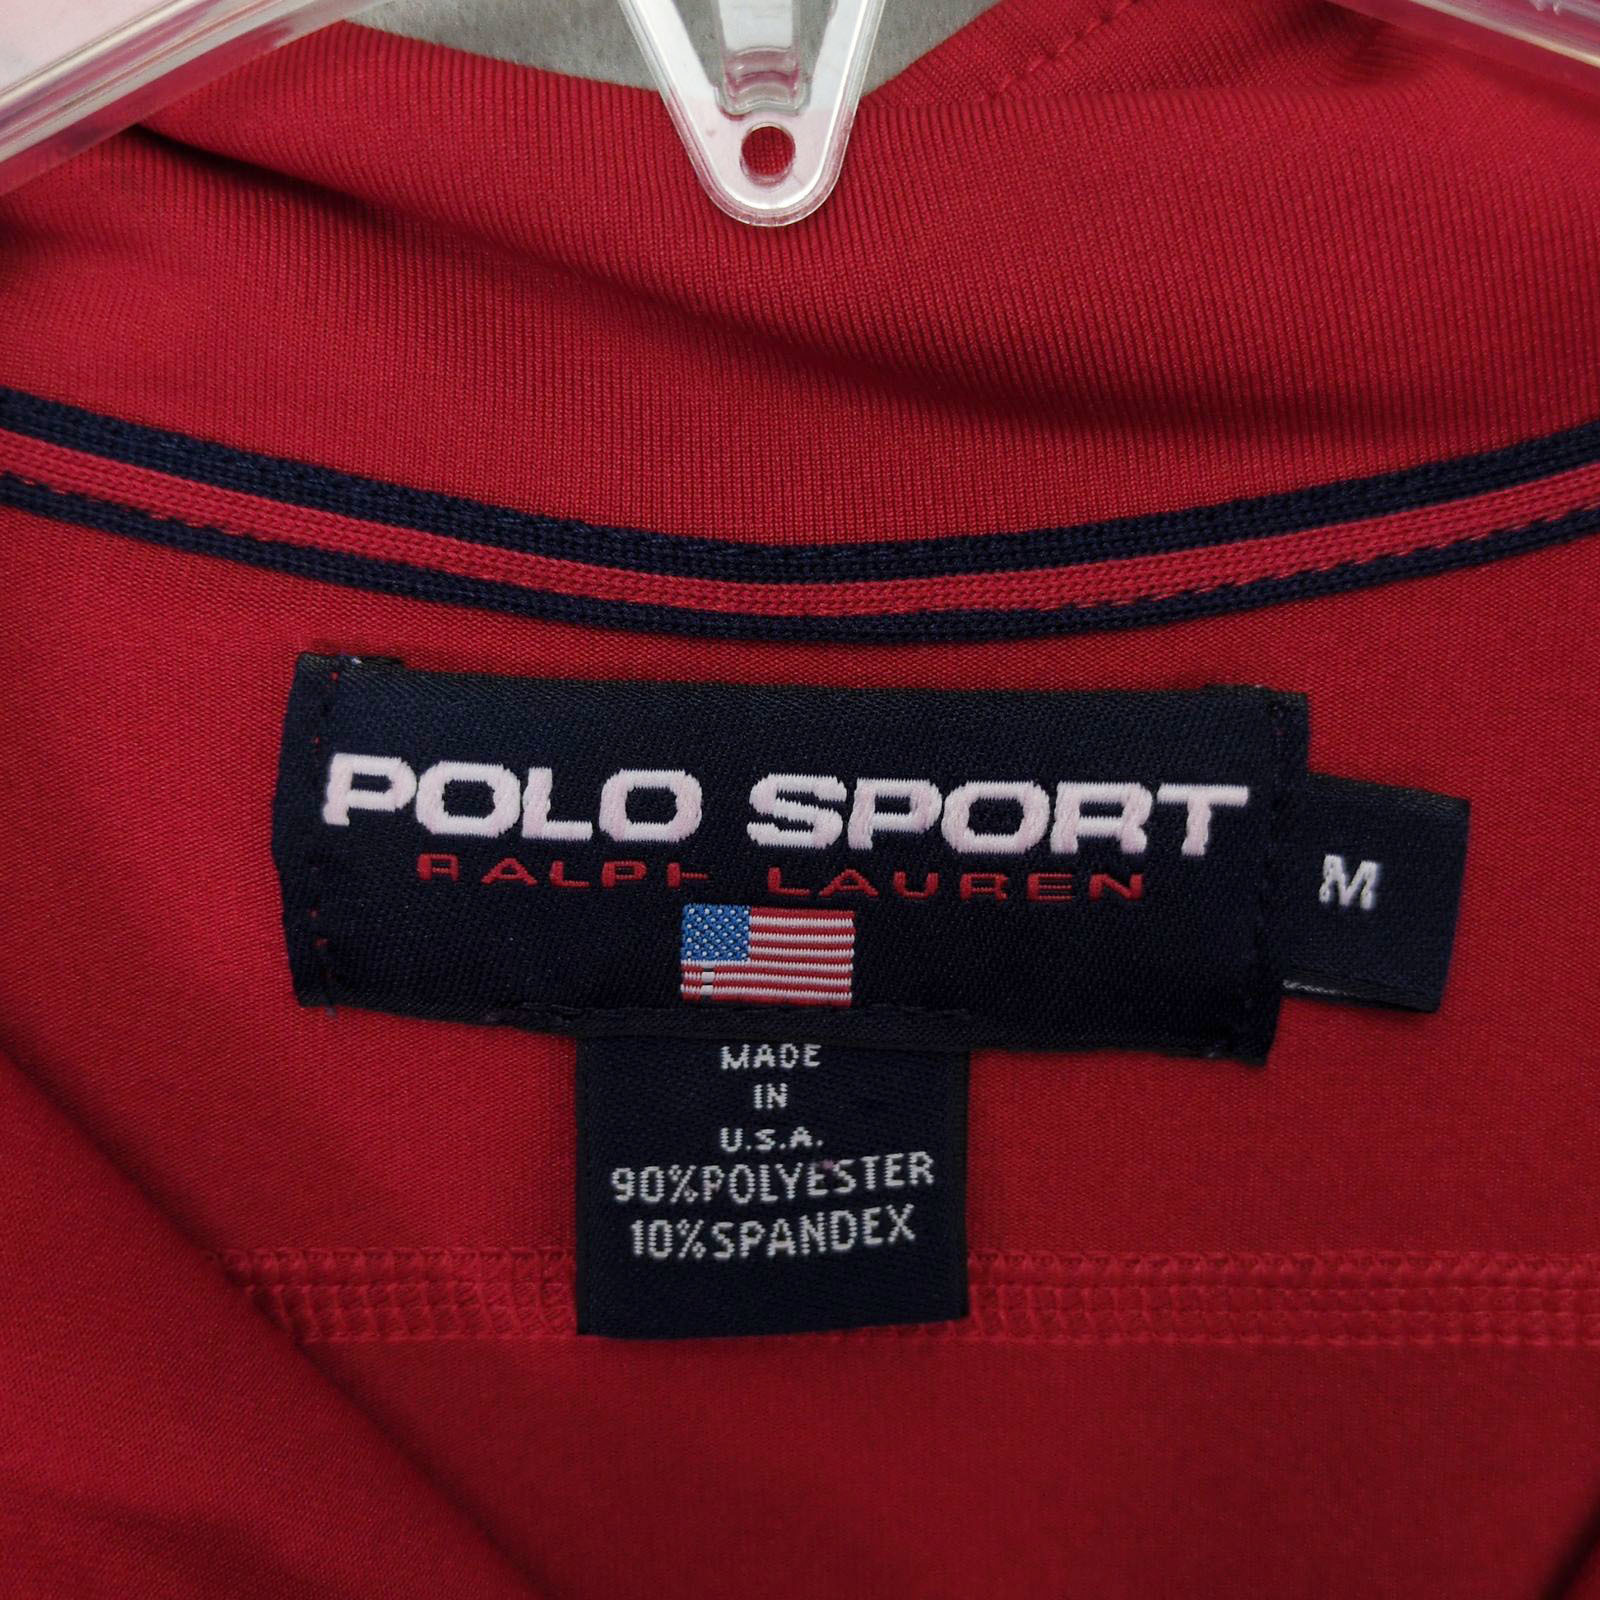 POLO SPORT
RALPH LAUREN
M
MADE
IN
U.S.A.
90%POLYESTER
10%SPANDEX